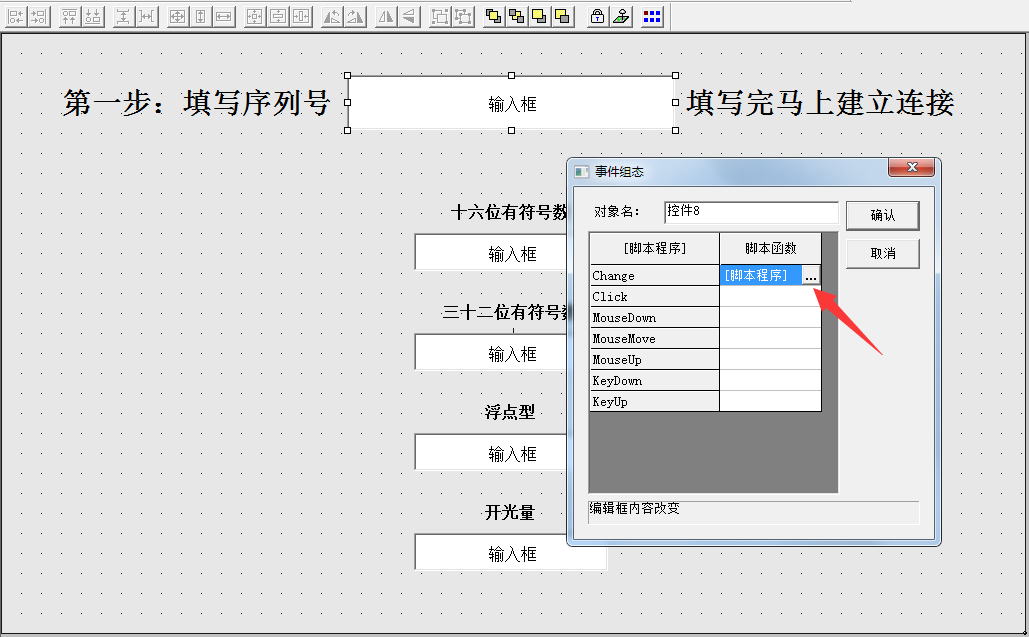 第一步：填写序列号
输入框
填写完马上建立连接
十六位有符号数
输入框
三十二位有符号数
输入框
浮点型
输入框
开光量
输入框
事件组态
对象名：
控件8
确认
取消
[脚本程序]
脚本函数
Change
[脚本程序]
...
Click
MouseDown
MouseMove
MouseUp
KeyDown
KeyUp
编辑框内容改变